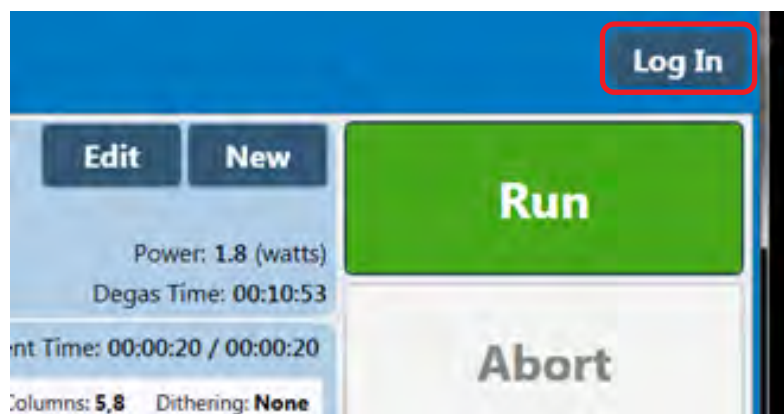 Log In
Edit New
Run
Power: 1.8 (watts)
Degas Time: 00:10:53
Time: 00:00:20 / 00:00:20
Abort
5,8 Dithering: None